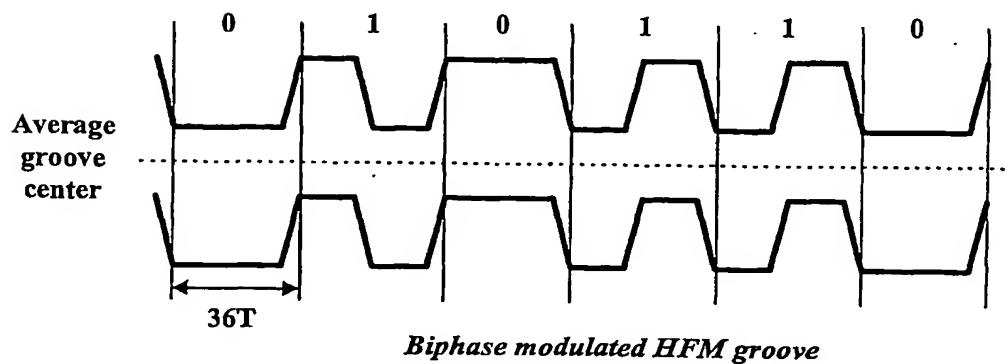 0 1 0 1 1 0
Average
groove
center
36T
Biphase modulated HFM groove